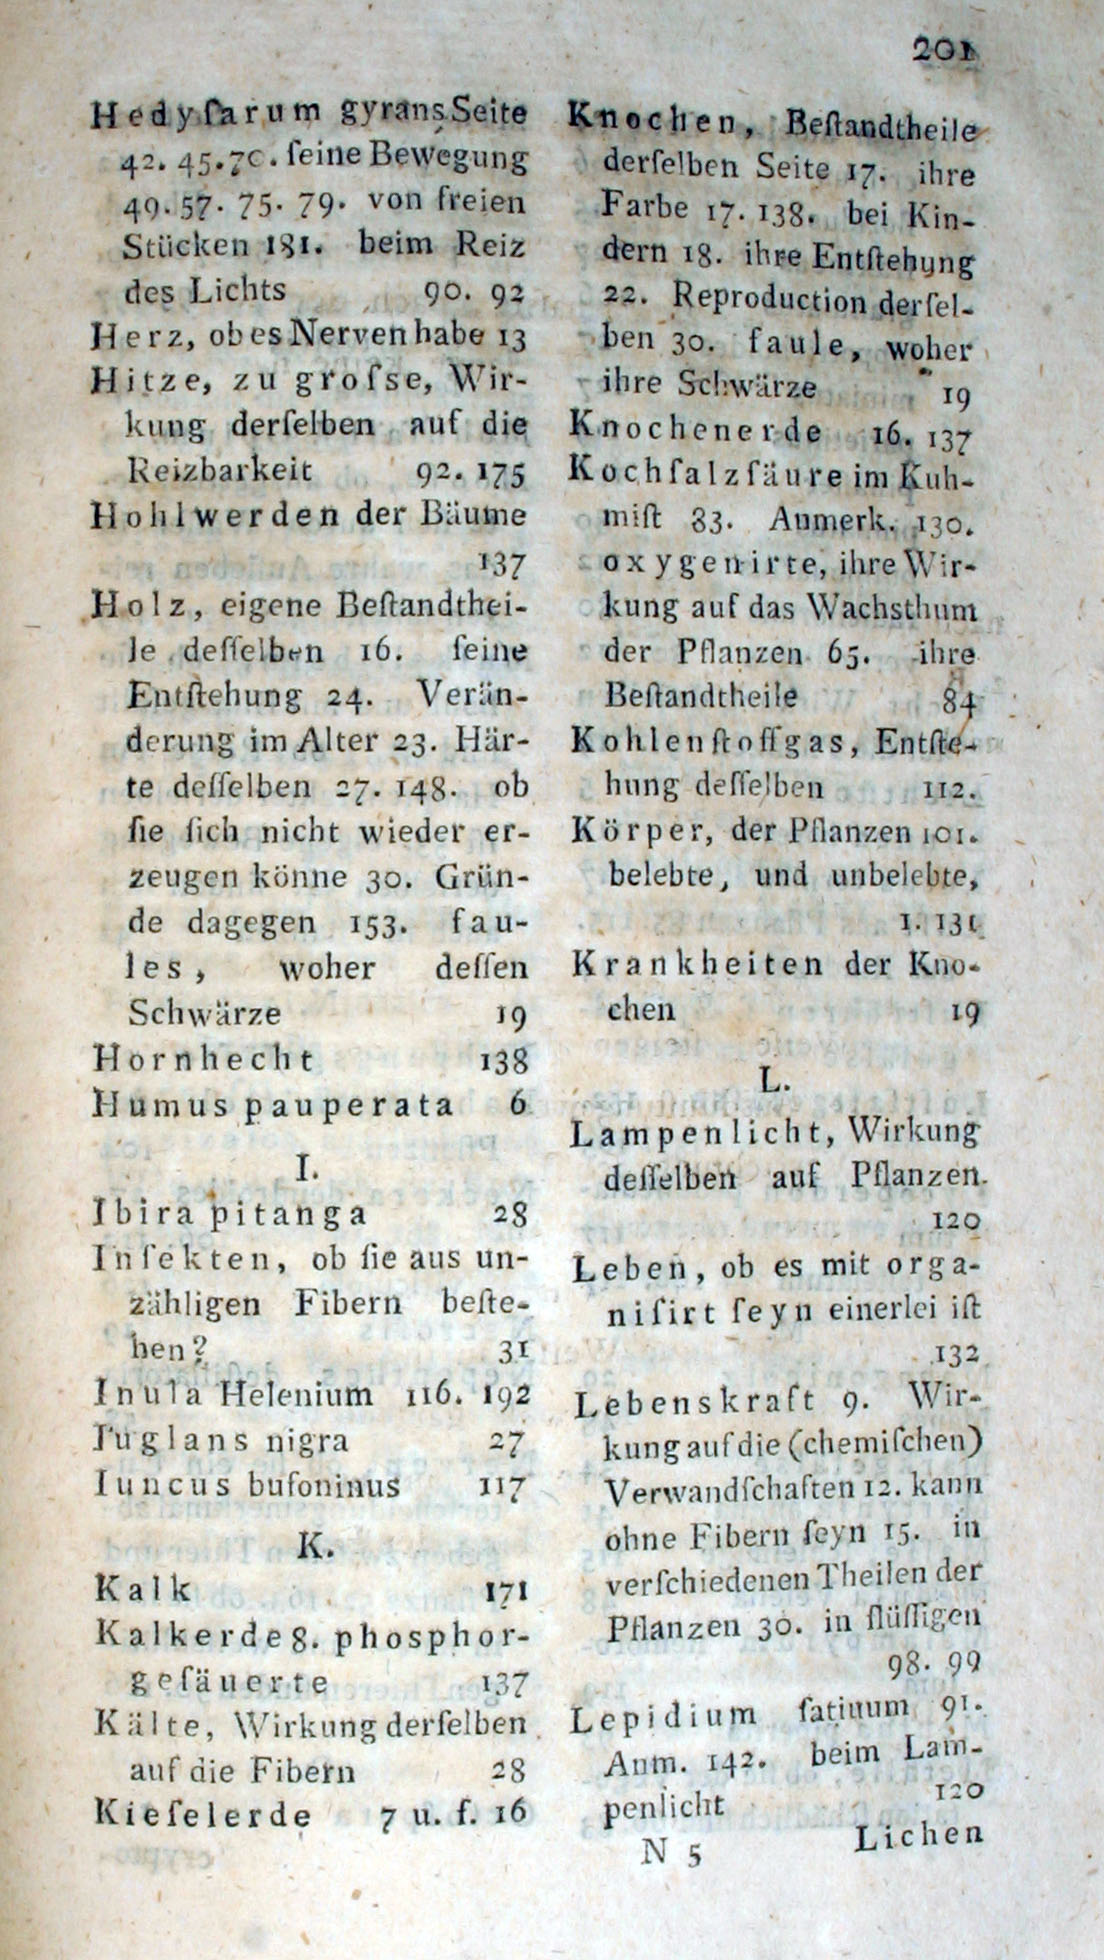 201
Hedyſarum gyrans Seite
42. 45. 70. ſeine Bewegung
49. 57. 75. 79. von freien
Stücken 181. beim Reiz
des Lichts 90. 92
Herz, ob es Nerven habe 13
Hitze, zu groſse, Wir-
kung derſelben auf die
Reizbarkeit 92. 175
Hohlwerden der Bäume
137
Holz, eigene Beſtandthei-
le deſſelben 16. ſeine
Entſtehung 24. Verän-
derung im Alter 23. Här-
te deſſelben 27. 148. ob
ſie ſich nicht wieder er-
zeugen könne 30. Grün-
de dagegen 153. fau-
les, woher deſſen
Schwärze 19
Hornhecht 138
Humus pauperata 6
I.
Ibira pitanga 28
Inſekten, ob ſie aus un-
zähligen Fibern beſte-
hen? 31
Inula Helenium 116. 192
Iuglans nigra 27
Iuncus bufoninus 117
K.
Kalk 171
Kalkerde 8. phosphor-
geſäuerte 137
Kälte, Wirkung derſelben
auf die Fibern 28
Kieſelerde 7 u. f. 16
Knochen, Beſtandtheile
derſelben Seite 17. ihre
Farbe 17. 138. bei Kin-
dern 18. ihre Entſtehung
22. Reproduction derſel-
ben 30. faule, woher
ihre Schwärze 19
Knochenerde 16. 137
Kochſalzſäure im Kuh-
miſt 83. Anmerk. 130.
oxygenirte, ihre Wir-
kung auf das Wachsthum
der Pflanzen 65. ihre
Beſtandtheile 84
Kohlenſtoffgas, Entſte-
hung deſſelben 112.
Körper, der Pflanzen 101.
belebte, und unbelebte,
1. 131
Krankheiten der Kno-
chen 19
L.
Lampenlicht, Wirkung
deſſelben auf Pflanzen.
120
Leben, ob es mit orga-
niſirt ſeyn einerlei iſt
132
Lebenskraft 9. Wir-
kung auf die (chemiſchen)
Verwandſchaften 12. kann
ohne Fibern ſeyn 15. in
verſchiedenen Theilen der
Pflanzen 30. in flüſſigen
98. 99
Lepidium ſatiuum 91.
Anm. 142. beim Lam-
penlicht 120
N 5 Lichen